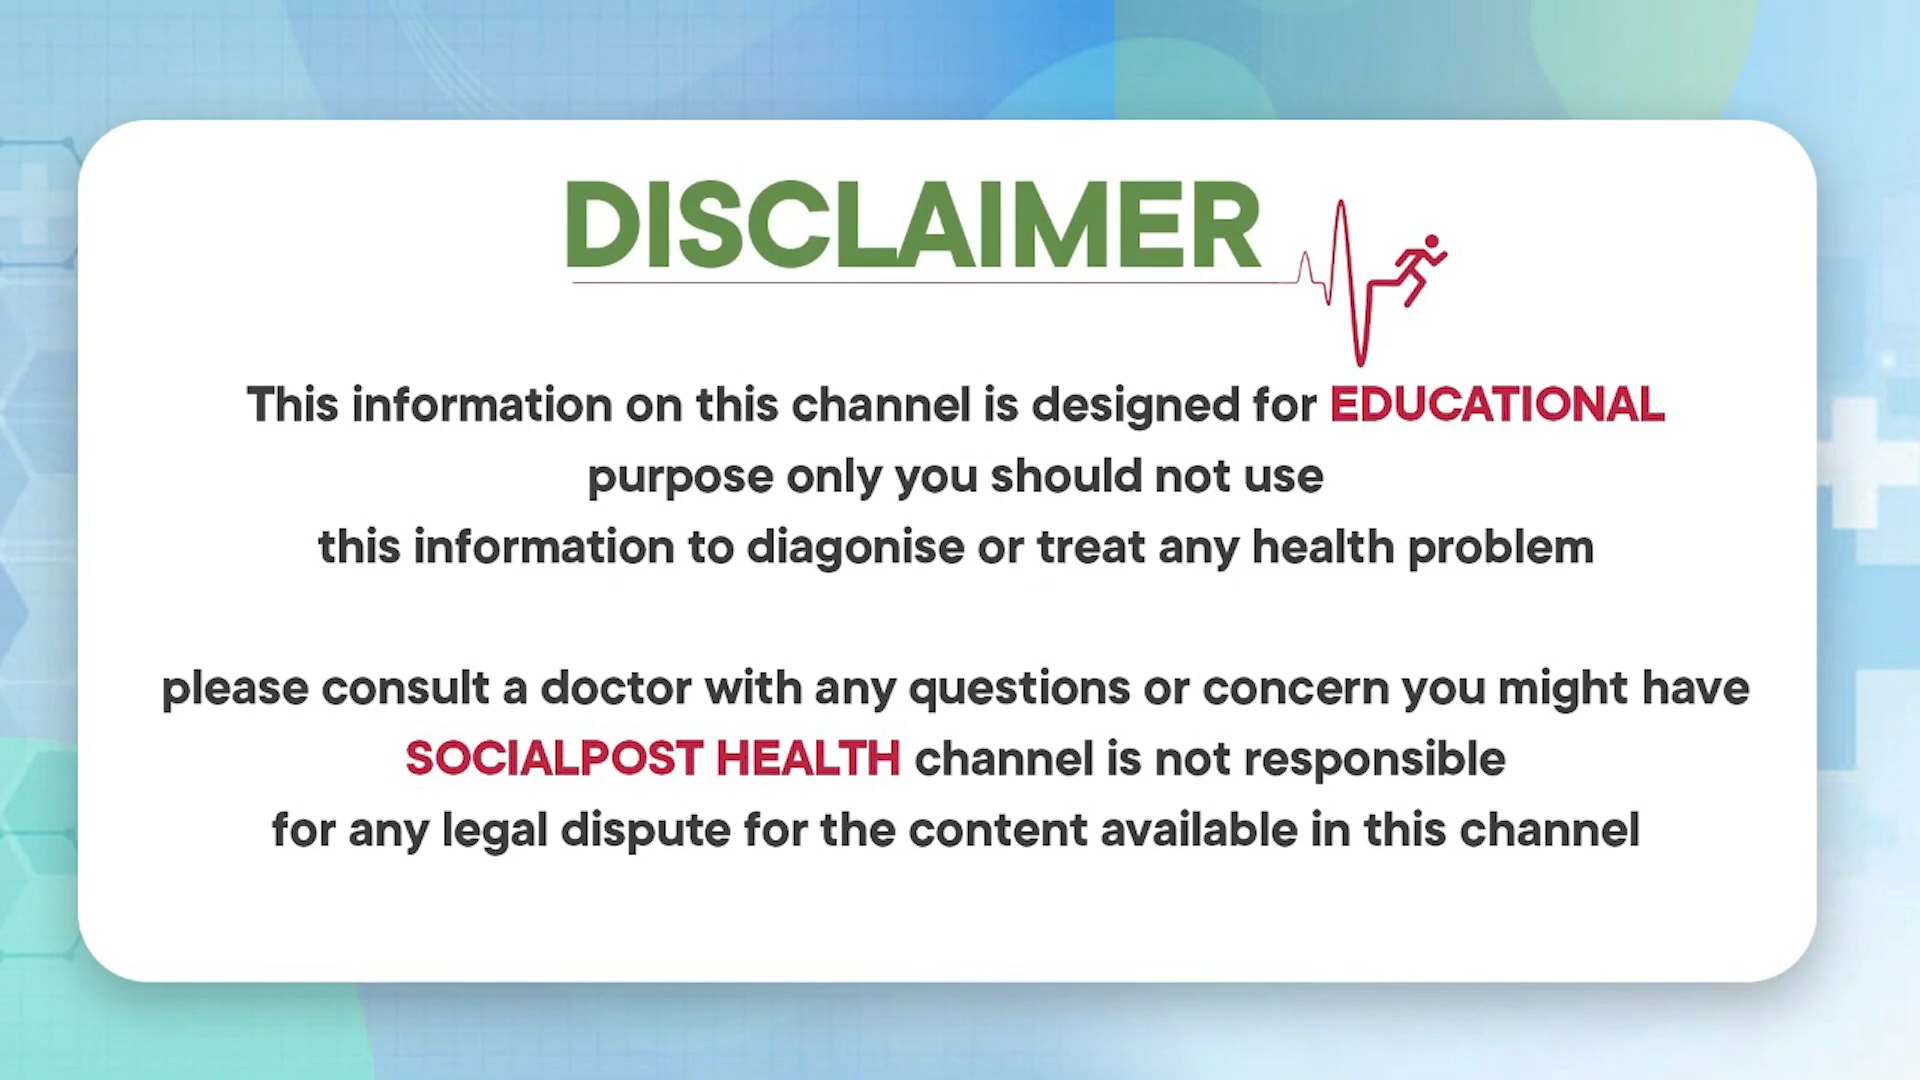 DISCLAIMER
This information on this channel is designed for EDUCATIONAL
purpose only you should not use
this information to diagonise or treat any health problem
please consult a doctor with any questions or concern you might have
SOCIALPOST HEALTH channel is not responsible
for any legal dispute for the content available in this channel